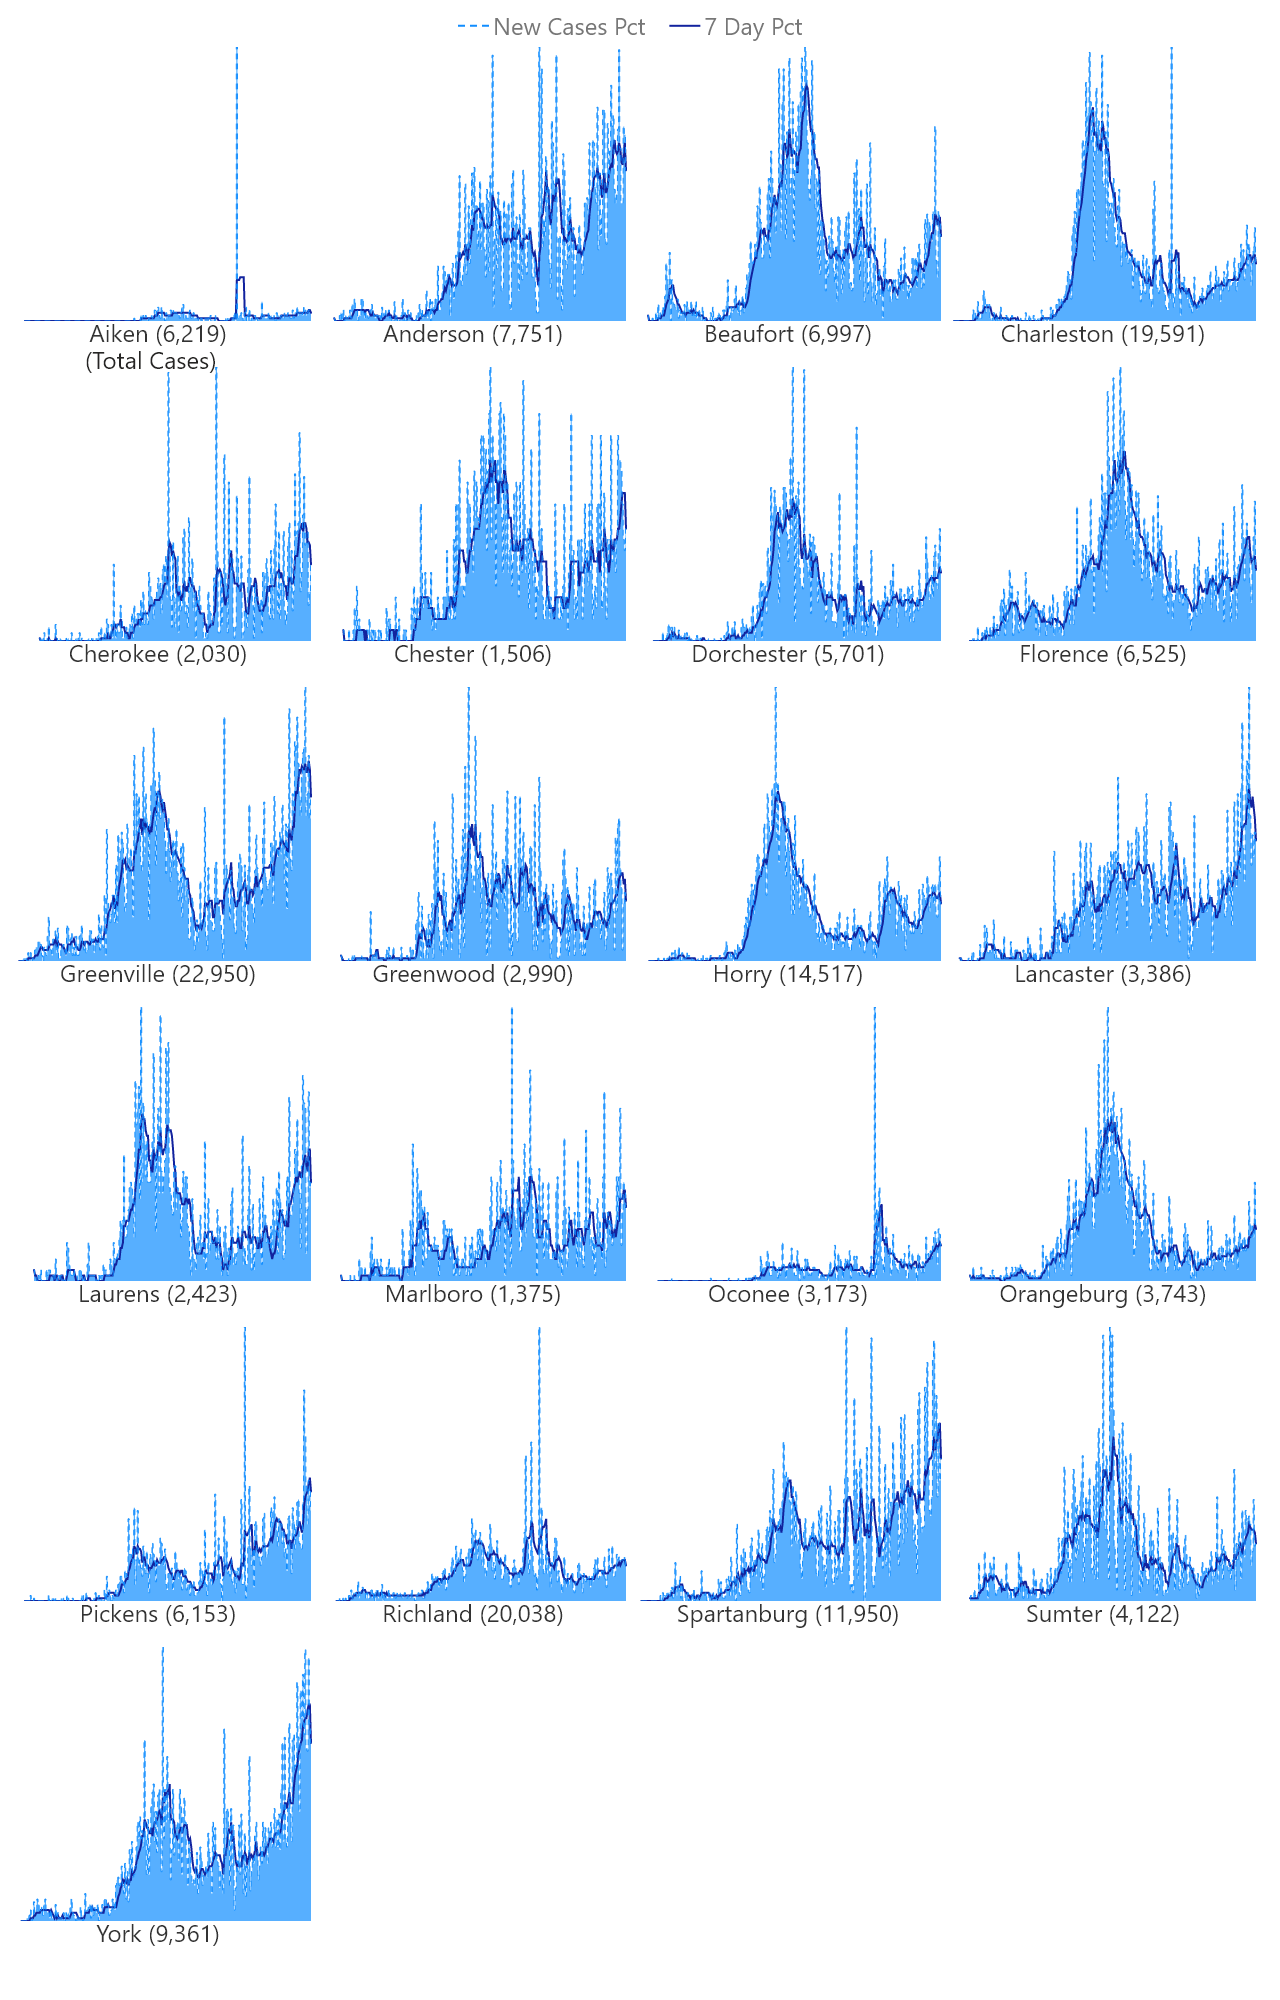 New Cases Pct 7 Day Pct
Aiken (6,219) Anderson (7,751) Beaufort (6,997) Charleston (19,591)
(Total Cases)
Cherokee (2,030) Chester (1,506) Dorchester (5,701) Florence (6,525)
Greenville (22,950) Greenwood (2,990) Horry (14,517) Lancaster (3,386)
Laurens (2,423) Marlboro (1,375) Oconee (3,173) Orangeburg (3,743)
Pickens (6,153) Richland (20,038) Spartanburg (11,950) Sumter (4,122)
York (9,361)